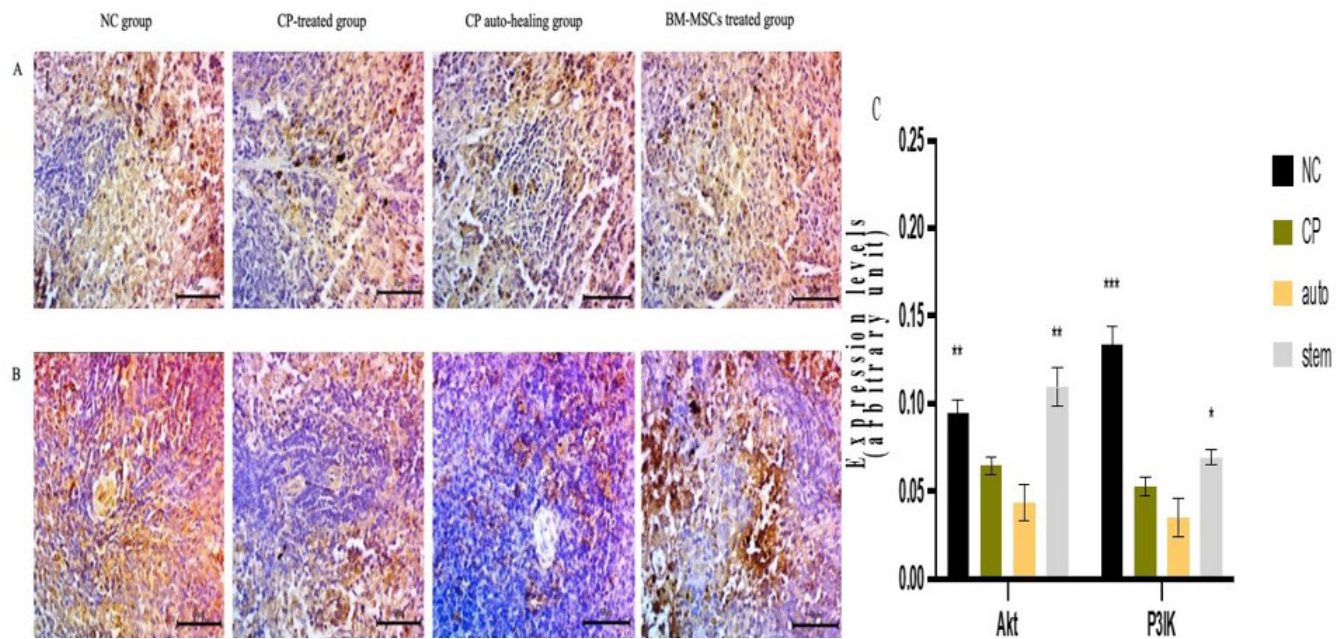 NC group
CP-treated group
CP auto-healing group
BM-MSCs treated group
A
B
C
Expression levels
(arbitrary unit)
0.25
0.20
0.15
0.10
0.05
0.00
**
**
***
*
Akt
P3IK
NC
CP
auto
stem